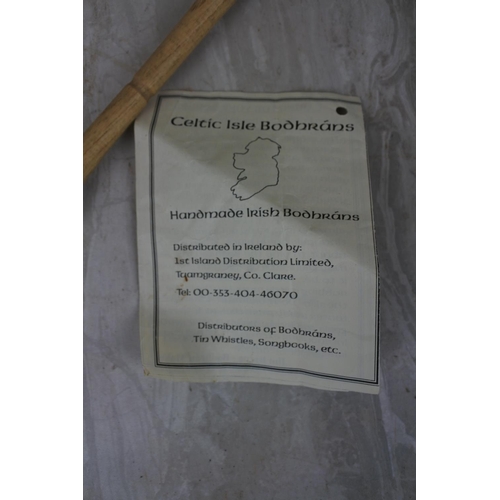 Celtic Isle Bodhráns
Handmade Irish Bodhráns
Distributed in Ireland by:
1st Island Distribution Limited,
Tuamgraney, Co. Clare.
Tel: 00-353-404-46070
Distributors of Bodhráns,
Tin Whistles, Songbooks, etc.